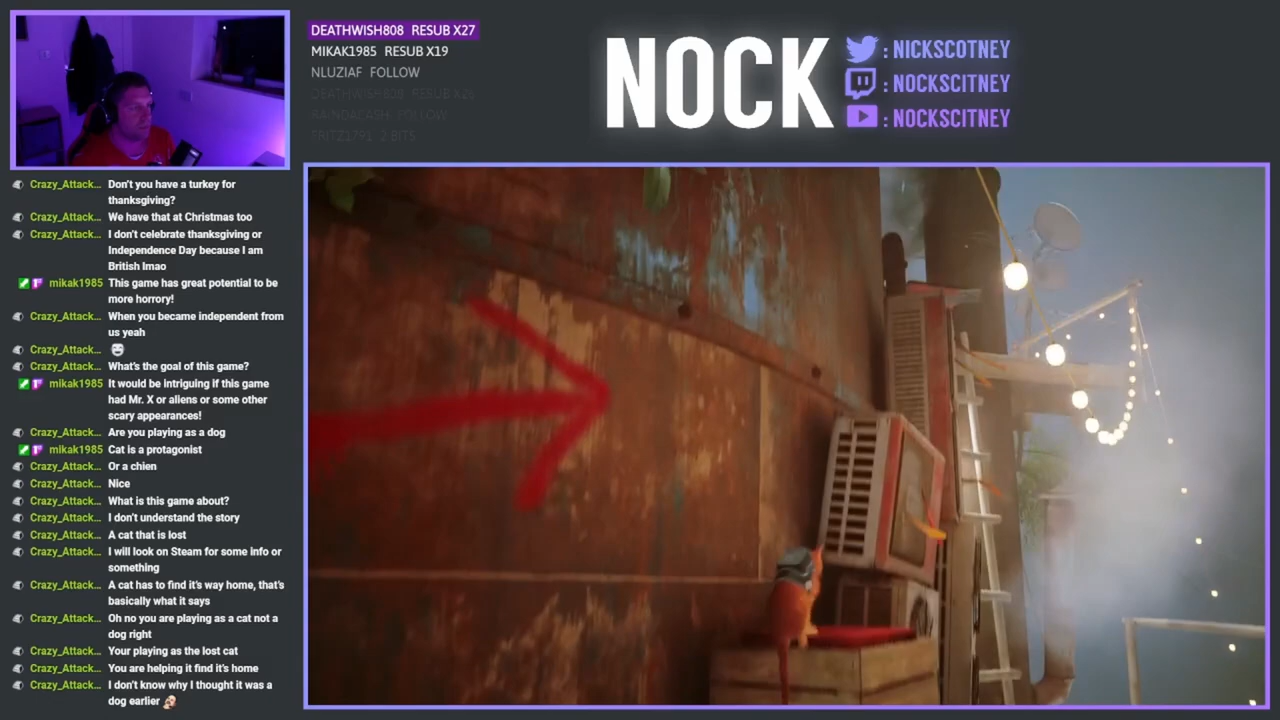 DEATHWISH808 RESUB X27
MIKAK1985 RESUB X19
NLUZIAF FOLLOW
DEATHWISH808 RESUB X26
RAINDACASH FOLLOW
FRITZ1791 2 BITS
NOCK
: NICKSCOTNEY
: NOCKSCITNEY
: NOCKSCITNEY
Crazy_Attack... Don't you have a turkey for
thanksgiving?
Crazy_Attack... We have that at Christmas too
Crazy_Attack... I don't celebrate thanksgiving or
Independence Day because I am
British lmao
mikak1985 This game has great potential to be
more horrory!
Crazy_Attack... When you became independent from
us yeah
Crazy_Attack...
Crazy_Attack... What's the goal of this game?
mikak1985 It would be intriguing if this game
had Mr. X or aliens or some other
scary appearances!
Crazy_Attack... Are you playing as a dog
mikak1985 Cat is a protagonist
Crazy_Attack... Or a chien
Crazy_Attack... Nice
Crazy_Attack... What is this game about?
Crazy_Attack... I don't understand the story
Crazy_Attack... A cat that is lost
Crazy_Attack... I will look on Steam for some info or
something
Crazy_Attack... A cat has to find it's way home, that's
basically what it says
Crazy_Attack... Oh no you are playing as a cat not a
dog right
Crazy_Attack... Your playing as the lost cat
Crazy_Attack... You are helping it find it's home
Crazy_Attack... I don't know why I thought it was a
dog earlier